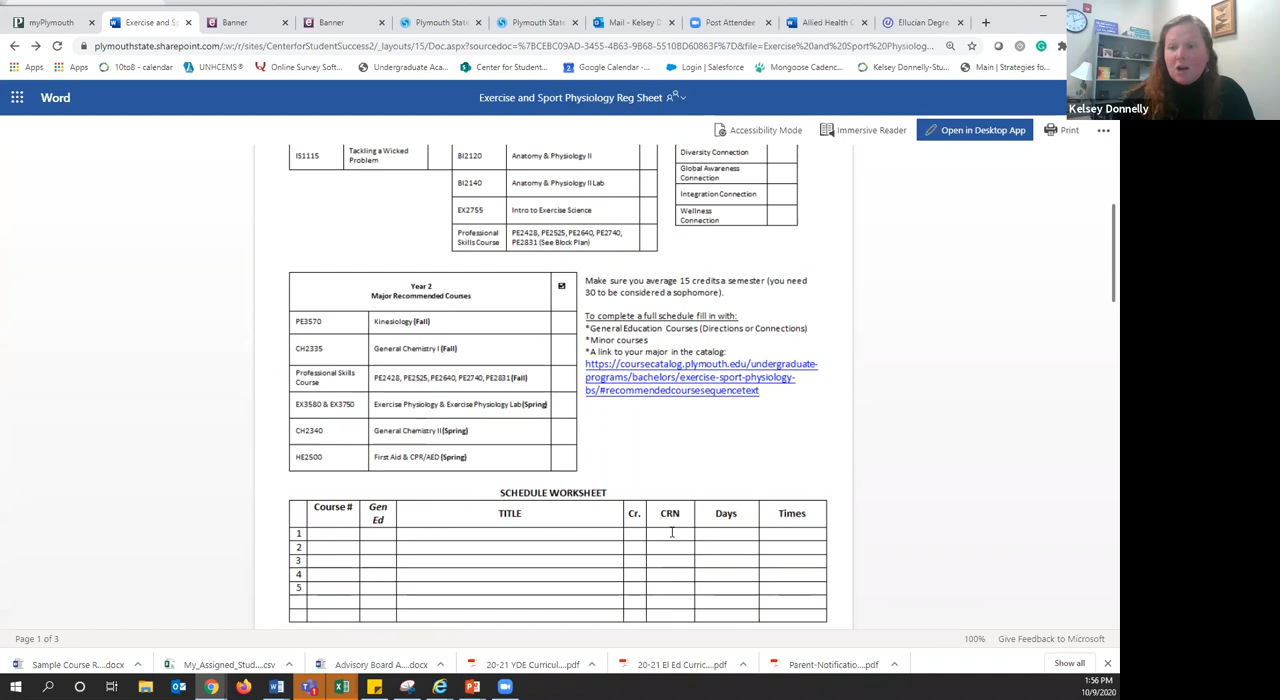 myPlymouth
Exercise and Sp
Banner
Banner
Plymouth State
Plymouth State
Mail - Kelsey D
Post Attendee
Allied Health C
Ellucian Degre
plymouthstate.sharepoint.com/:w:/r/sites/CenterforStudentSuccess2/_layouts/15/Doc.aspx?sourcedoc=%7BCEBC09AD-3455-4B63-9B68-5510BD60863F%7D&file=Exercise%20and%20Sport%20Physiolog...
Apps
Apps
10to8 - calendar
UNHCEMS®
Online Survey Soft...
Undergraduate Aca...
Center for Student...
Google Calendar -...
Login | Salesforce
Mongoose Cadenc...
Kelsey Donnelly-Stu...
Main | Strategies for...
Kelsey Donnelly
Word
Exercise and Sport Physiology Reg Sheet
Accessibility Mode
Immersive Reader
Open in Desktop App
Print
IS1115
Tackling a Wicked
Problem
BI2120
Anatomy & Physiology II
BI2140
Anatomy & Physiology II Lab
EX2755
Intro to Exercise Science
Professional
Skills Course
PE2428, PE2525, PE2640, PE2740,
PE2831 (See Block Plan)
Diversity Connection
Global Awareness
Connection
Integration Connection
Wellness
Connection
Year 2
Major Recommended Courses
PE3570
Kinesiology (Fall)
CH2335
General Chemistry I (Fall)
Professional Skills
Course
PE2428, PE2525, PE2640, PE2740, PE2831(Fall)
EX3580 & EX3750
Exercise Physiology & Exercise Physiology Lab(Spring)
CH2340
General Chemistry II(Spring)
HE2500
First Aid & CPR/AED (Spring)
Make sure you average 15 credits a semester (you need
30 to be considered a sophomore).
To complete a full schedule fill in with:
*General Education Courses (Directions or Connections)
*Minor courses
*A link to your major in the catalog:
https://coursecatalog.plymouth.edu/undergraduate-
programs/bachelors/exercise-sport-physiology-
bs/#recommendedcoursesequencetext
SCHEDULE WORKSHEET
Course #
Gen
Ed
TITLE
Cr.
CRN
Days
Times
1
2
3
4
5
Page 1 of 3
100%
Give Feedback to Microsoft
Sample Course R....docx
My_Assigned_Stud....csv
Advisory Board A....docx
20-21 YDE Curricul....pdf
20-21 El Ed Curric....pdf
Parent-Notificatio....pdf
Show all
1:56 PM
10/9/2020